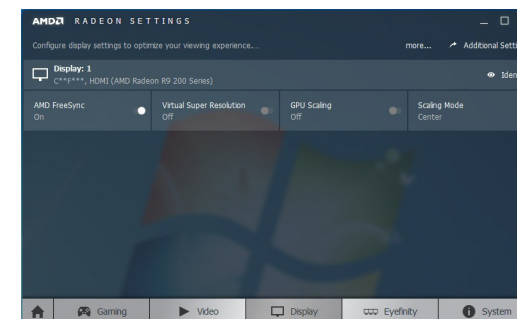 AMD RADEON SETTINGS
Configure display settings to optimize your viewing experience....
more...
Additional Setti
Display: 1
C**F***, HDMI (AMD Radeon R9 200 Series)
Iden
AMD FreeSync
On
Virtual Super Resolution
Off
GPU Scaling
Off
Scaling Mode
Center
Gaming
Video
Display
Eyefinity
System